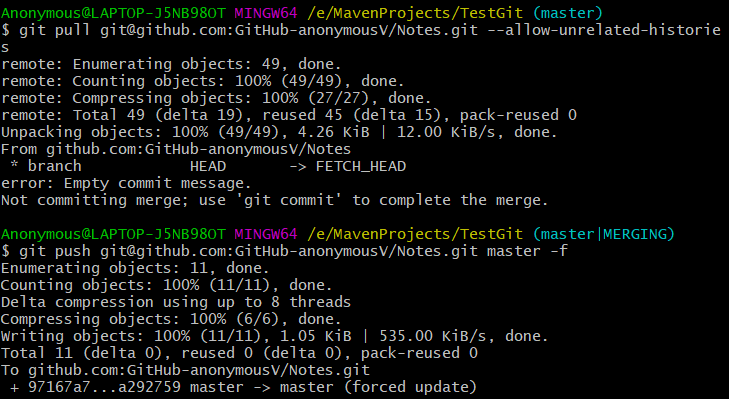 Anonymous@LAPTOP-J5NB98OT MINGW64 /e/MavenProjects/TestGit (master)
$ git pull git@github.com:GitHub-anonymousV/Notes.git --allow-unrelated-historie
s
remote: Enumerating objects: 49, done.
remote: Counting objects: 100% (49/49), done.
remote: Compressing objects: 100% (27/27), done.
remote: Total 49 (delta 19), reused 45 (delta 15), pack-reused 0
Unpacking objects: 100% (49/49), 4.26 KiB | 12.00 KiB/s, done.
From github.com:GitHub-anonymousV/Notes
 * branch            HEAD       -> FETCH_HEAD
error: Empty commit message.
Not committing merge; use 'git commit' to complete the merge.
Anonymous@LAPTOP-J5NB98OT MINGW64 /e/MavenProjects/TestGit (master|MERGING)
$ git push git@github.com:GitHub-anonymousV/Notes.git master -f
Enumerating objects: 11, done.
Counting objects: 100% (11/11), done.
Delta compression using up to 8 threads
Compressing objects: 100% (6/6), done.
Writing objects: 100% (11/11), 1.05 KiB | 535.00 KiB/s, done.
Total 11 (delta 0), reused 0 (delta 0), pack-reused 0
To github.com:GitHub-anonymousV/Notes.git
 + 97167a7...a292759 master -> master (forced update)